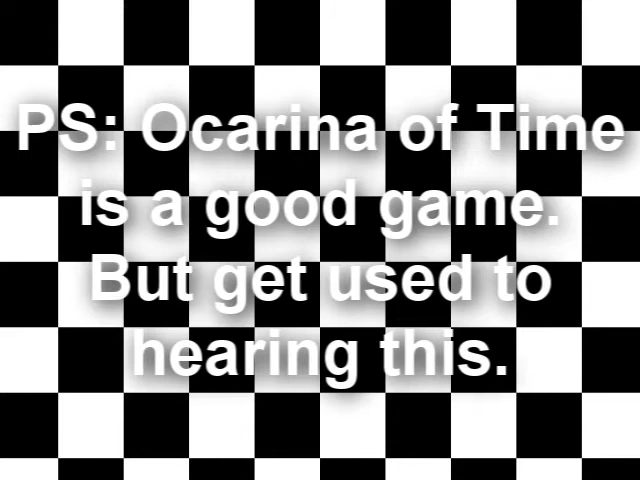 PS: Ocarina of Time
is a good game.
But get used to
hearing this.